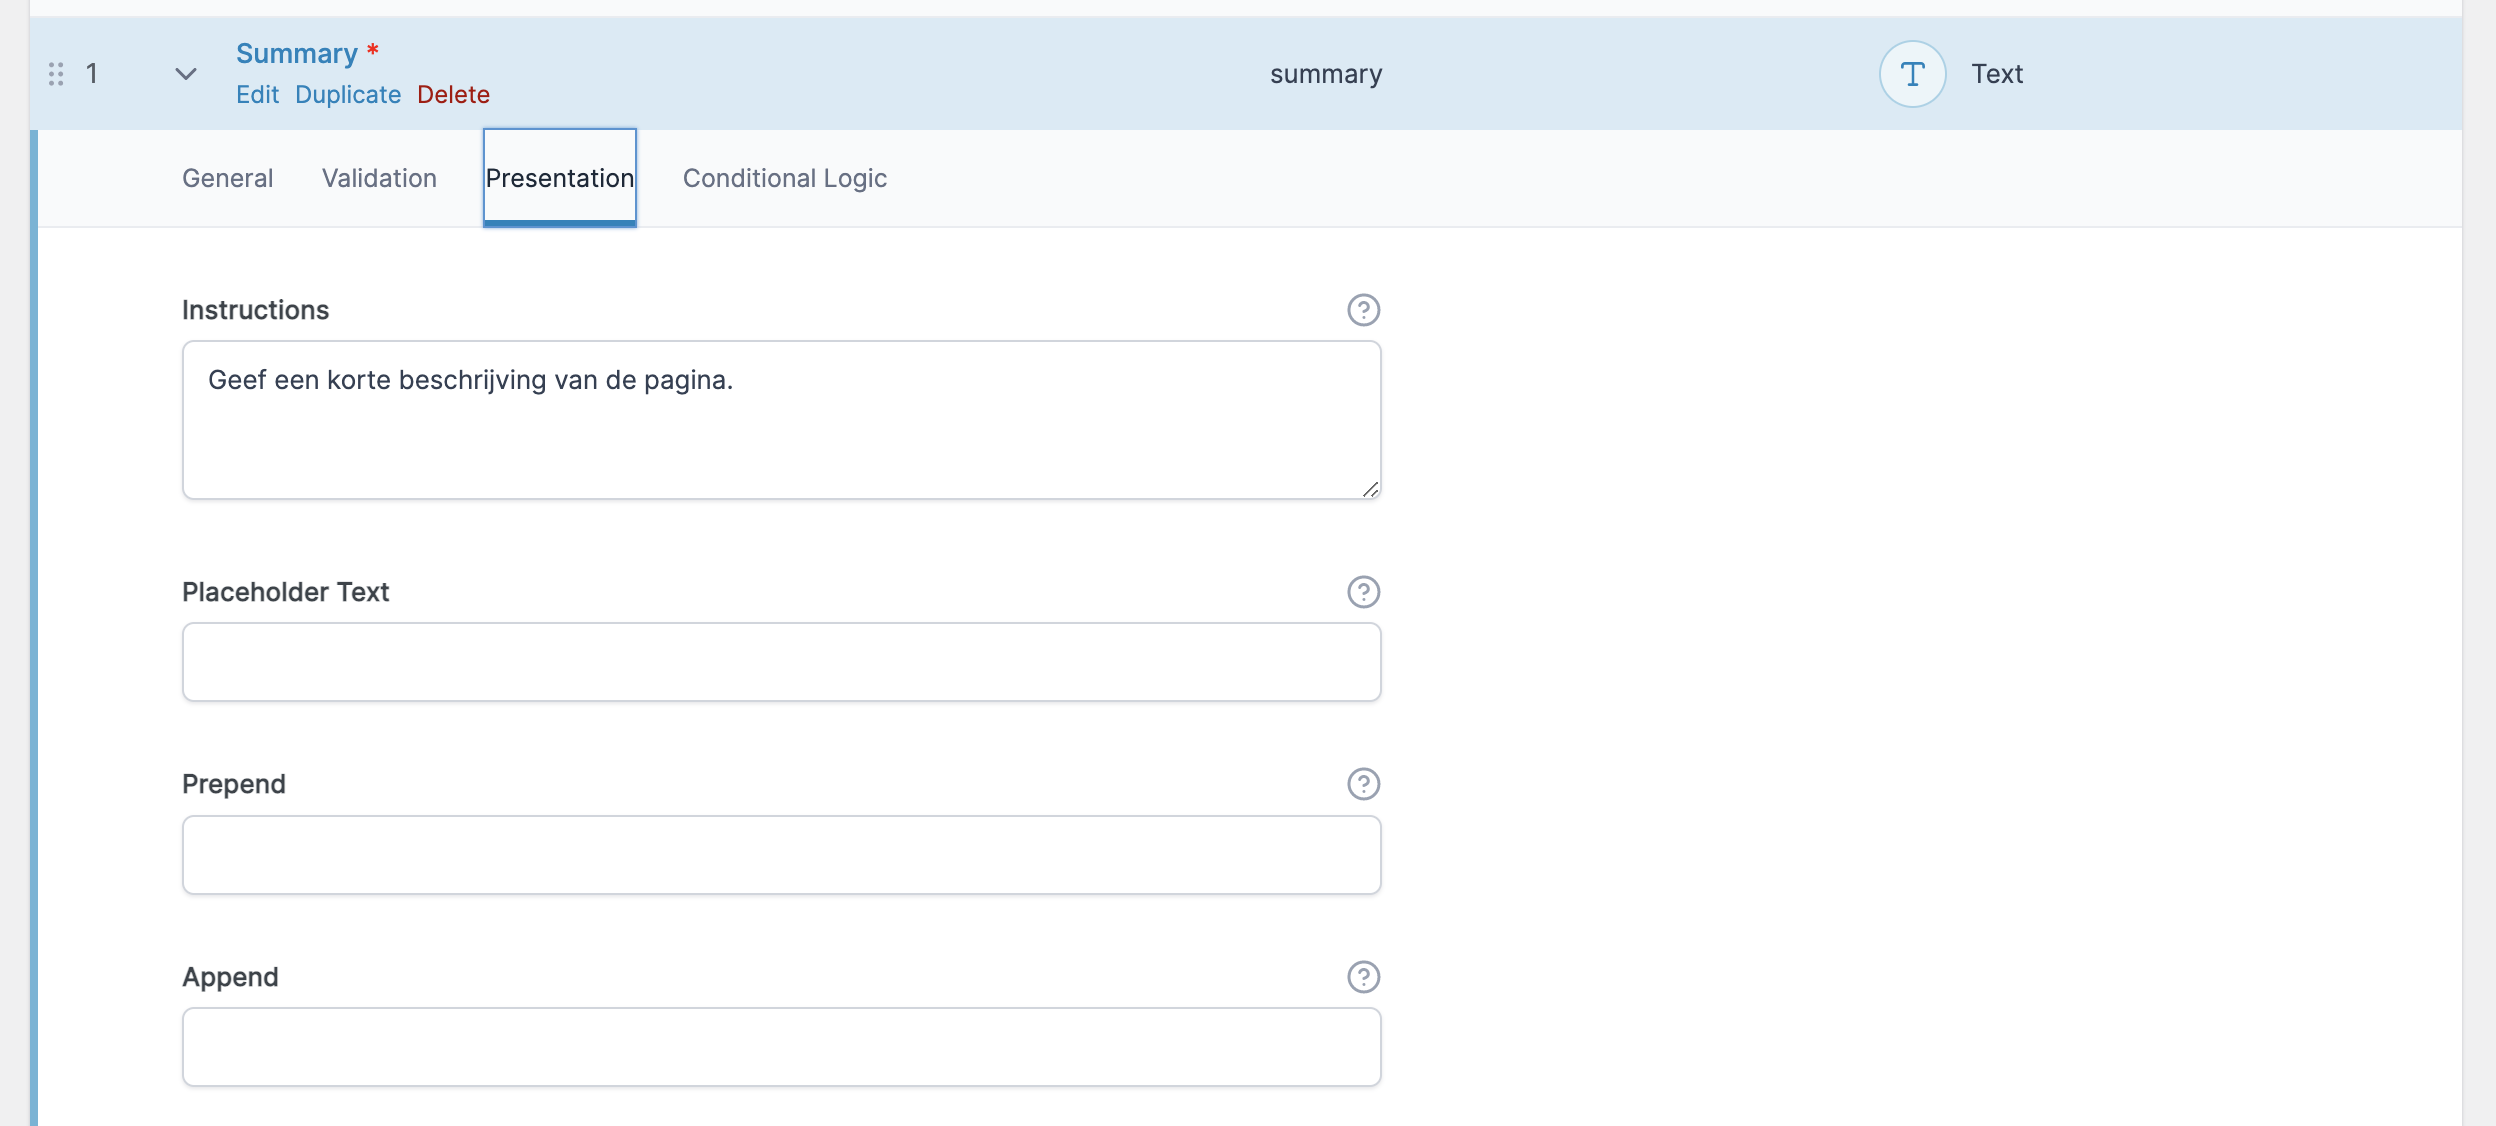 1
Summary *
Edit Duplicate Delete
summary
T Text
General Validation Presentation Conditional Logic
Instructions ?
Geef een korte beschrijving van de pagina.
Placeholder Text ?
Prepend ?
Append ?